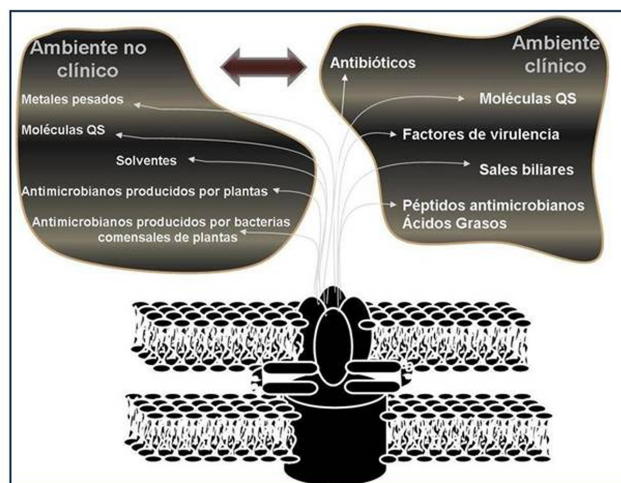 Ambiente no
clínico
Metales pesados
Moléculas QS
Solventes
Antimicrobianos producidos por plantas
Antimicrobianos producidos por bacterias
comensales de plantas
Ambiente
clínico
Antibióticos
Moléculas QS
Factores de virulencia
Sales biliares
Péptidos antimicrobianos
Ácidos Grasos